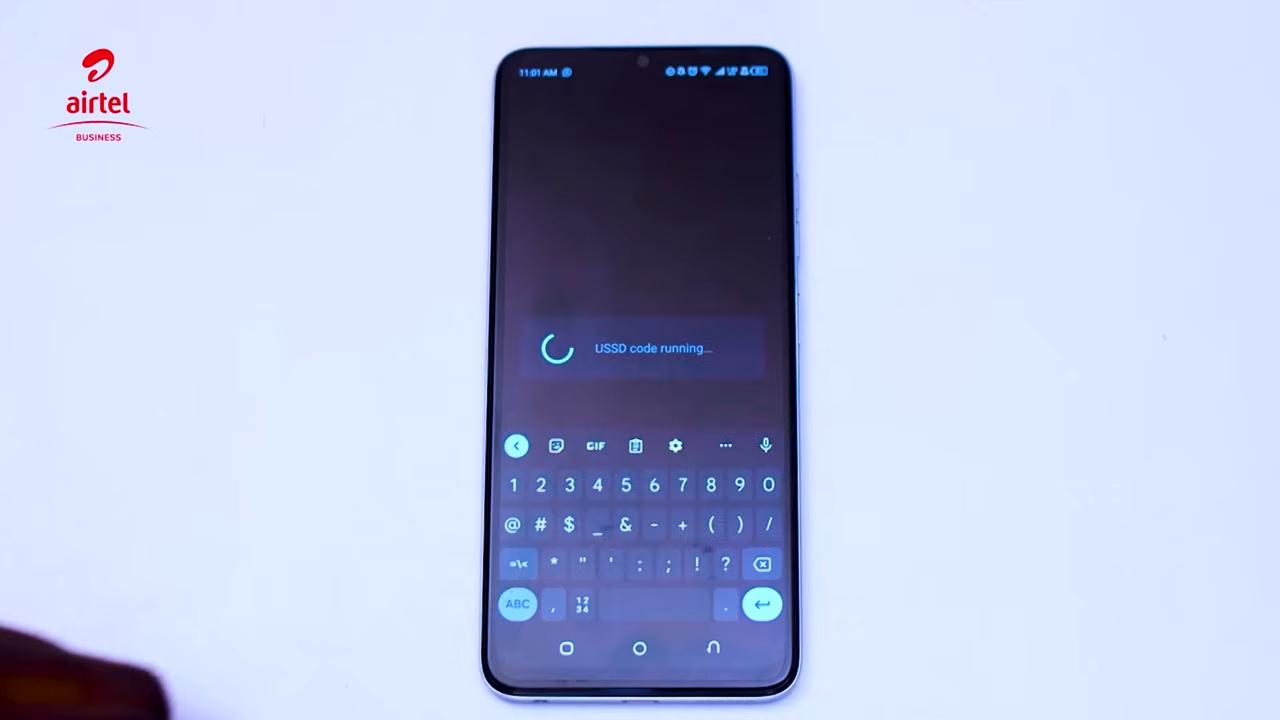 airtel
BUSINESS
11:01 AM
USSD code running...
GIF
1 2 3 4 5 6 7 8 9 0
@ # $ _ & - + ( ) /
=\< * " ' : ; ! ?
ABC , 12 34 .